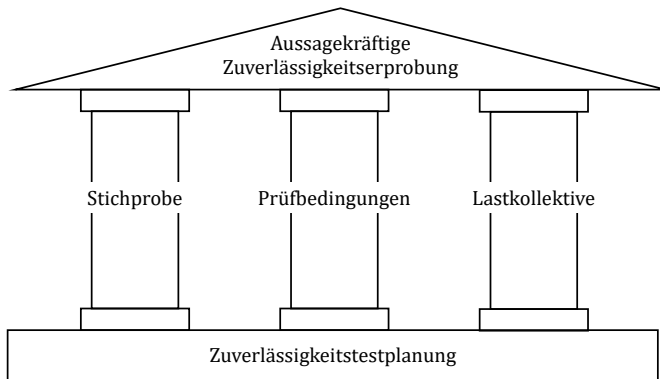 Aussagekräftige
Zuverlässigkeitserprobung
Stichprobe
Prüfbedingungen
Lastkollektive
Zuverlässigkeitstestplanung